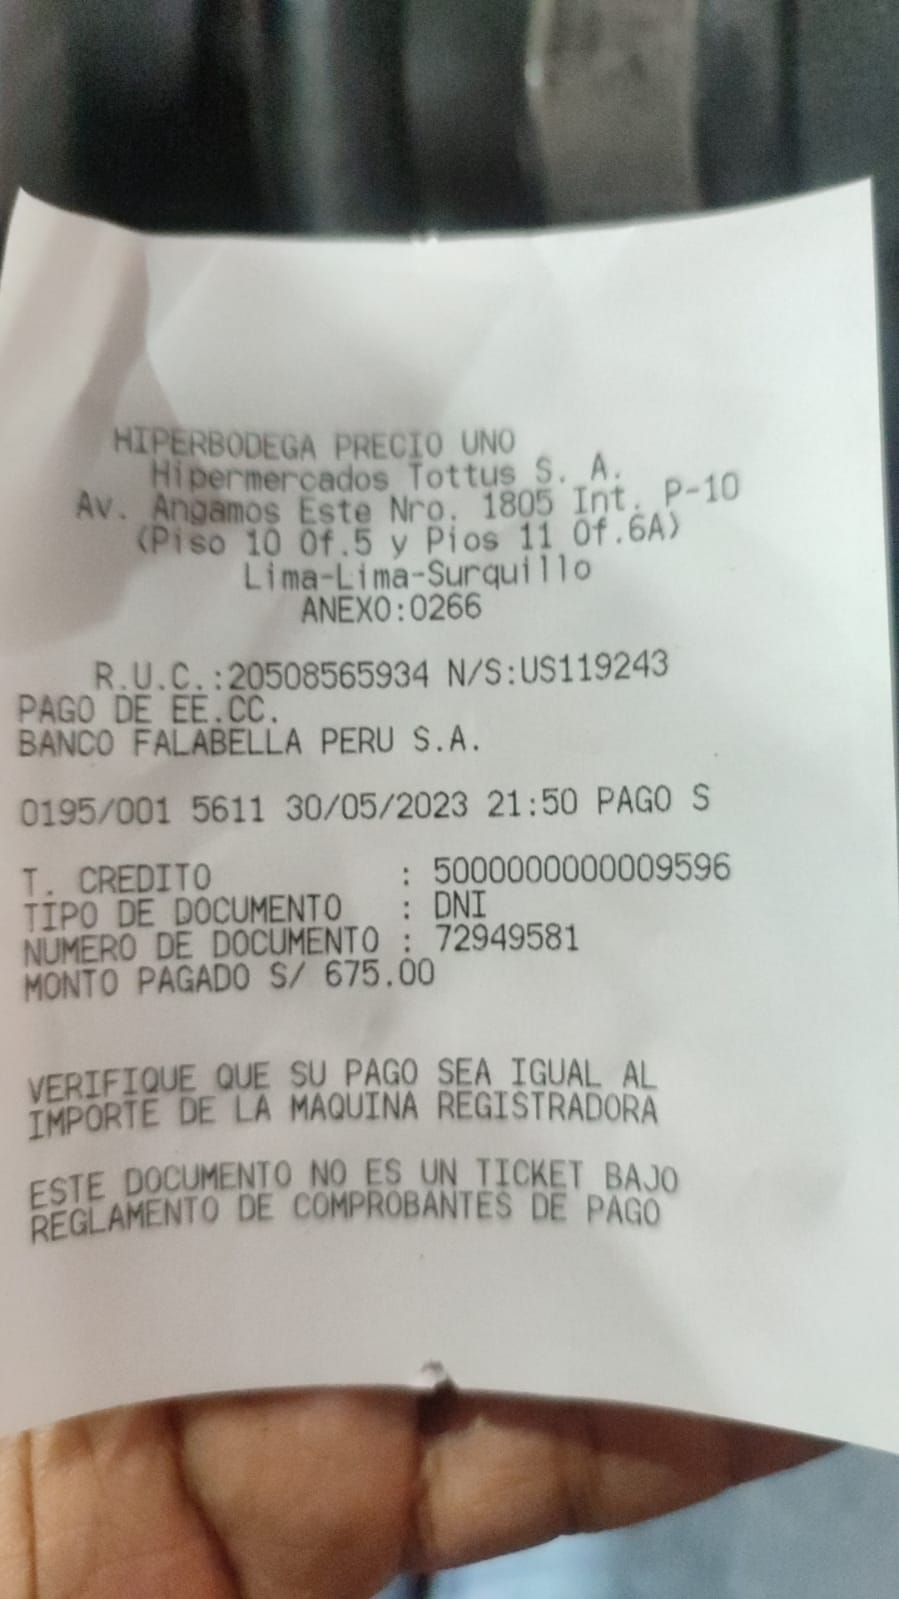 HIPERBODEGA PRECIO UNO
Hipermercados Tottus S. A.
Av. Angamos Este Nro. 1805 Int. P-10
(Piso 10 Of.5 y Pios 11 Of.6A)
Lima-Lima-Surquillo
ANEXO:0266
R.U.C.:20508565934 N/S:US119243
PAGO DE EE.CC.
BANCO FALABELLA PERU S.A.
0195/001 5611 30/05/2023 21:50 PAGO S
T. CREDITO : 5000000000009596
TIPO DE DOCUMENTO : DNI
NUMERO DE DOCUMENTO : 72949581
MONTO PAGADO S/ 675.00
VERIFIQUE QUE SU PAGO SEA IGUAL AL
IMPORTE DE LA MAQUINA REGISTRADORA
ESTE DOCUMENTO NO ES UN TICKET BAJO
REGLAMENTO DE COMPROBANTES DE PAGO